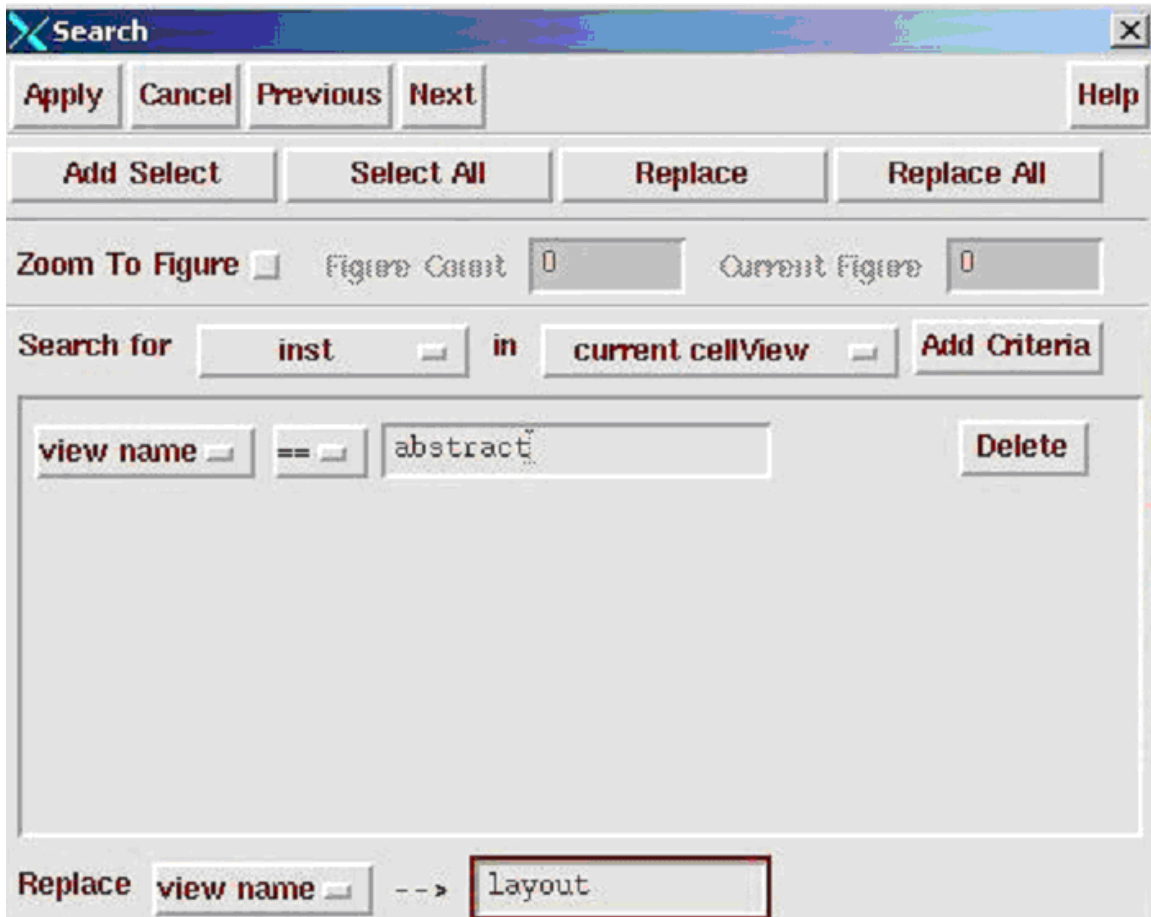 Search
Apply Cancel Previous Next Help
Add Select Select All Replace Replace All
Zoom To Figure Figure Count 0 Current Figure 0
Search for inst in current cellView Add Criteria
view name == abstract Delete
Replace view name --> layout